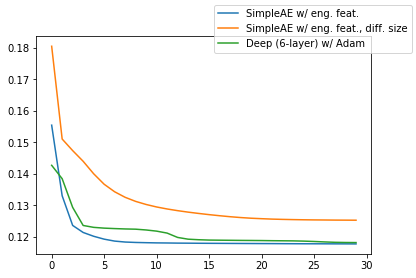 SimpleAE w/ eng. feat.
SimpleAE w/ eng. feat., diff. size
Deep (6-layer) w/ Adam
0.18
0.17
0.16
0.15
0.14
0.13
0.12
0 5 10 15 20 25 30